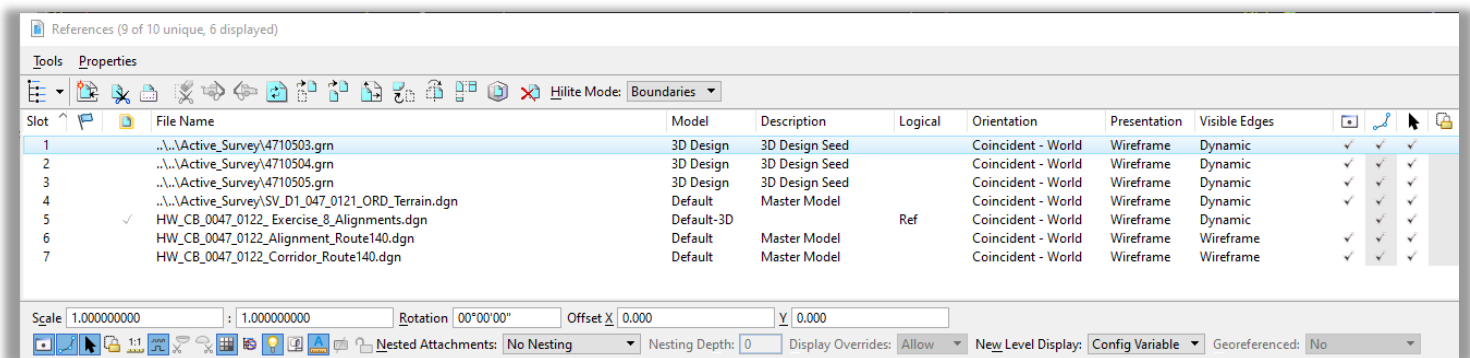 References (9 of 10 unique, 6 displayed)
Tools Properties
Hilite Mode: Boundaries
Slot File Name Model Description Logical Orientation Presentation Visible Edges
1 ..\..\Active_Survey\4710503.grn 3D Design 3D Design Seed Coincident - World Wireframe Dynamic
2 ..\..\Active_Survey\4710504.grn 3D Design 3D Design Seed Coincident - World Wireframe Dynamic
3 ..\..\Active_Survey\4710505.grn 3D Design 3D Design Seed Coincident - World Wireframe Dynamic
4 ..\..\Active_Survey\SV_D1_047_0121_ORD_Terrain.dgn Default Master Model Coincident - World Wireframe Dynamic
5 HW_CB_0047_0122_Exercise_8_Alignments.dgn Default-3D Ref Coincident - World Wireframe Dynamic
6 HW_CB_0047_0122_Alignment_Route140.dgn Default Master Model Coincident - World Wireframe Wireframe
7 HW_CB_0047_0122_Corridor_Route140.dgn Default Master Model Coincident - World Wireframe Wireframe
Scale 1.000000000 : 1.000000000 Rotation 00°00'00" Offset X 0.000 Y 0.000
1:1 Nested Attachments: No Nesting Nesting Depth: 0 Display Overrides: Allow New Level Display: Config Variable Georeferenced: No